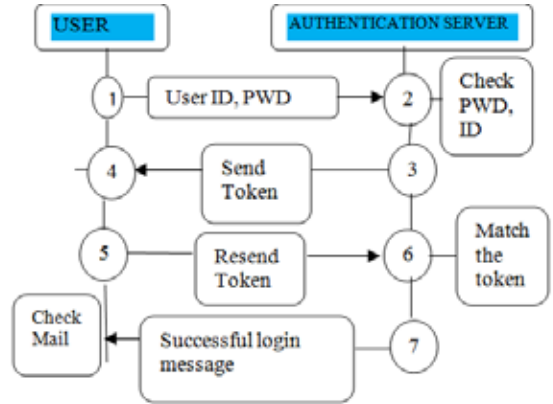 USER
AUTHENTICATION SERVER
1
User ID, PWD
2
Check
PWD,
ID
4
Send
Token
3
5
Resend
Token
6
Match
the
token
Check
Mail
Successful login
message
7